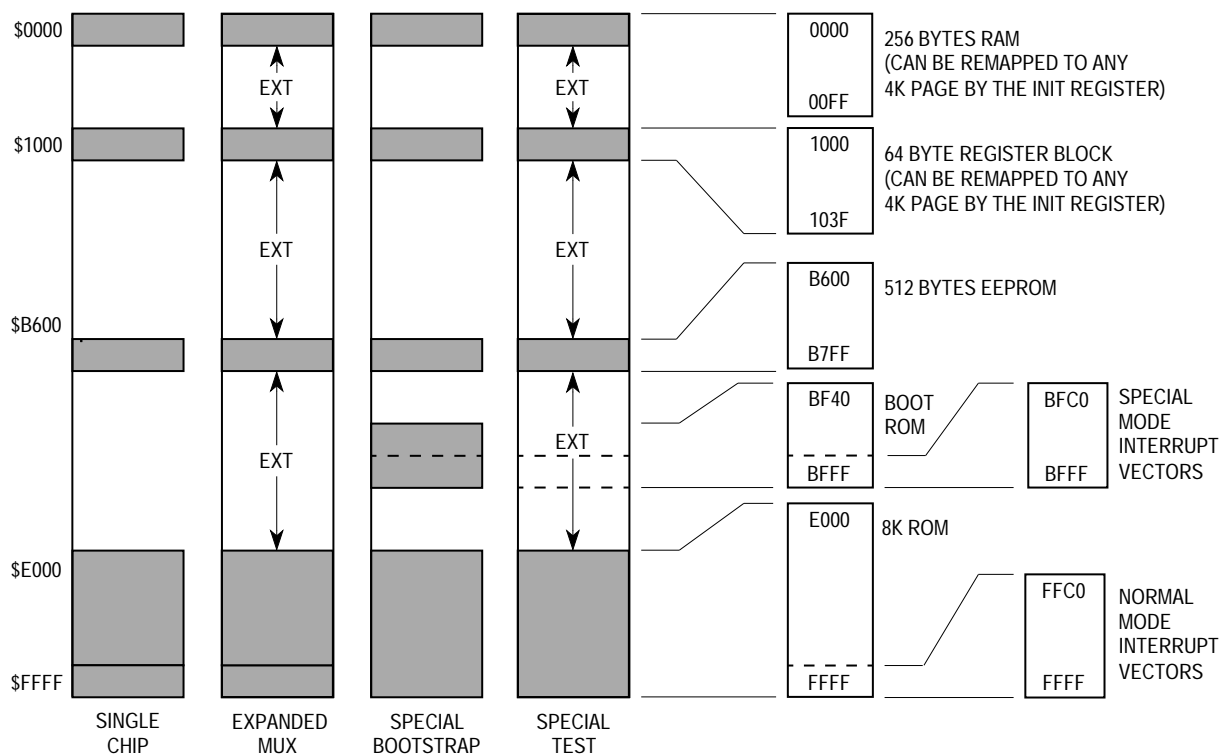 $0000
$1000
$B600
$E000
$FFFF
EXT
EXT
EXT
EXT
EXT
EXT
SINGLE
CHIP
EXPANDED
MUX
SPECIAL
BOOTSTRAP
SPECIAL
TEST
0000
00FF
256 BYTES RAM
(CAN BE REMAPPED TO ANY
4K PAGE BY THE INIT REGISTER)
1000
103F
64 BYTE REGISTER BLOCK
(CAN BE REMAPPED TO ANY
4K PAGE BY THE INIT REGISTER)
B600
B7FF
512 BYTES EEPROM
BF40
BFFF
BOOT
ROM
BFC0
BFFF
SPECIAL
MODE
INTERRUPT
VECTORS
E000
FFFF
8K ROM
FFC0
FFFF
NORMAL
MODE
INTERRUPT
VECTORS